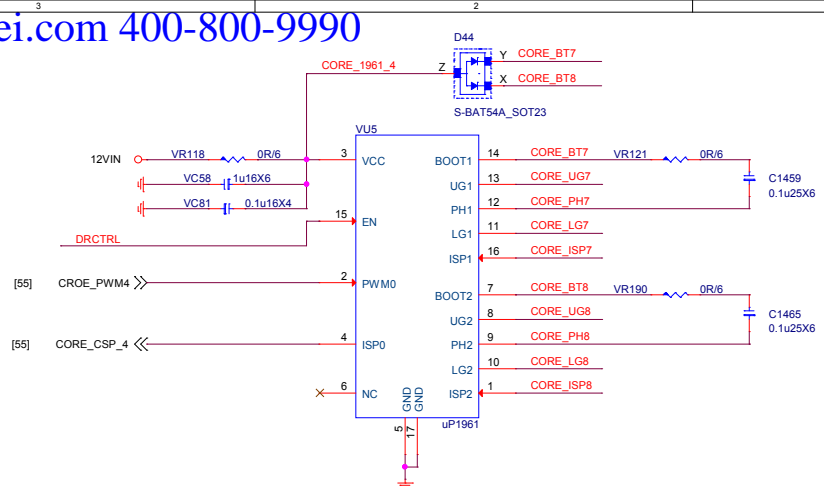 3
2
ei.com 400-800-9990
D44
CORE_1961_4
Z
Y
CORE_BT7
X
CORE_BT8
S-BAT54A_SOT23
VU5
12VIN
VR118
0R/6
3
VCC
BOOT1
14
CORE_BT7
VR121
0R/6
VC58
1u16X6
UG1
13
CORE_UG7
C1459
0.1u25X6
VC81
0.1u16X4
PH1
12
CORE_PH7
15
EN
LG1
11
CORE_LG7
DRCTRL
ISP1
16
CORE_ISP7
[55]
CROE_PWM4
2
PWM0
BOOT2
7
CORE_BT8
VR190
0R/6
UG2
8
CORE_UG8
C1465
0.1u25X6
[55]
CORE_CSP_4
4
ISP0
PH2
9
CORE_PH8
LG2
10
CORE_LG8
6
NC
ISP2
1
CORE_ISP8
GND
GND
5
17
uP1961